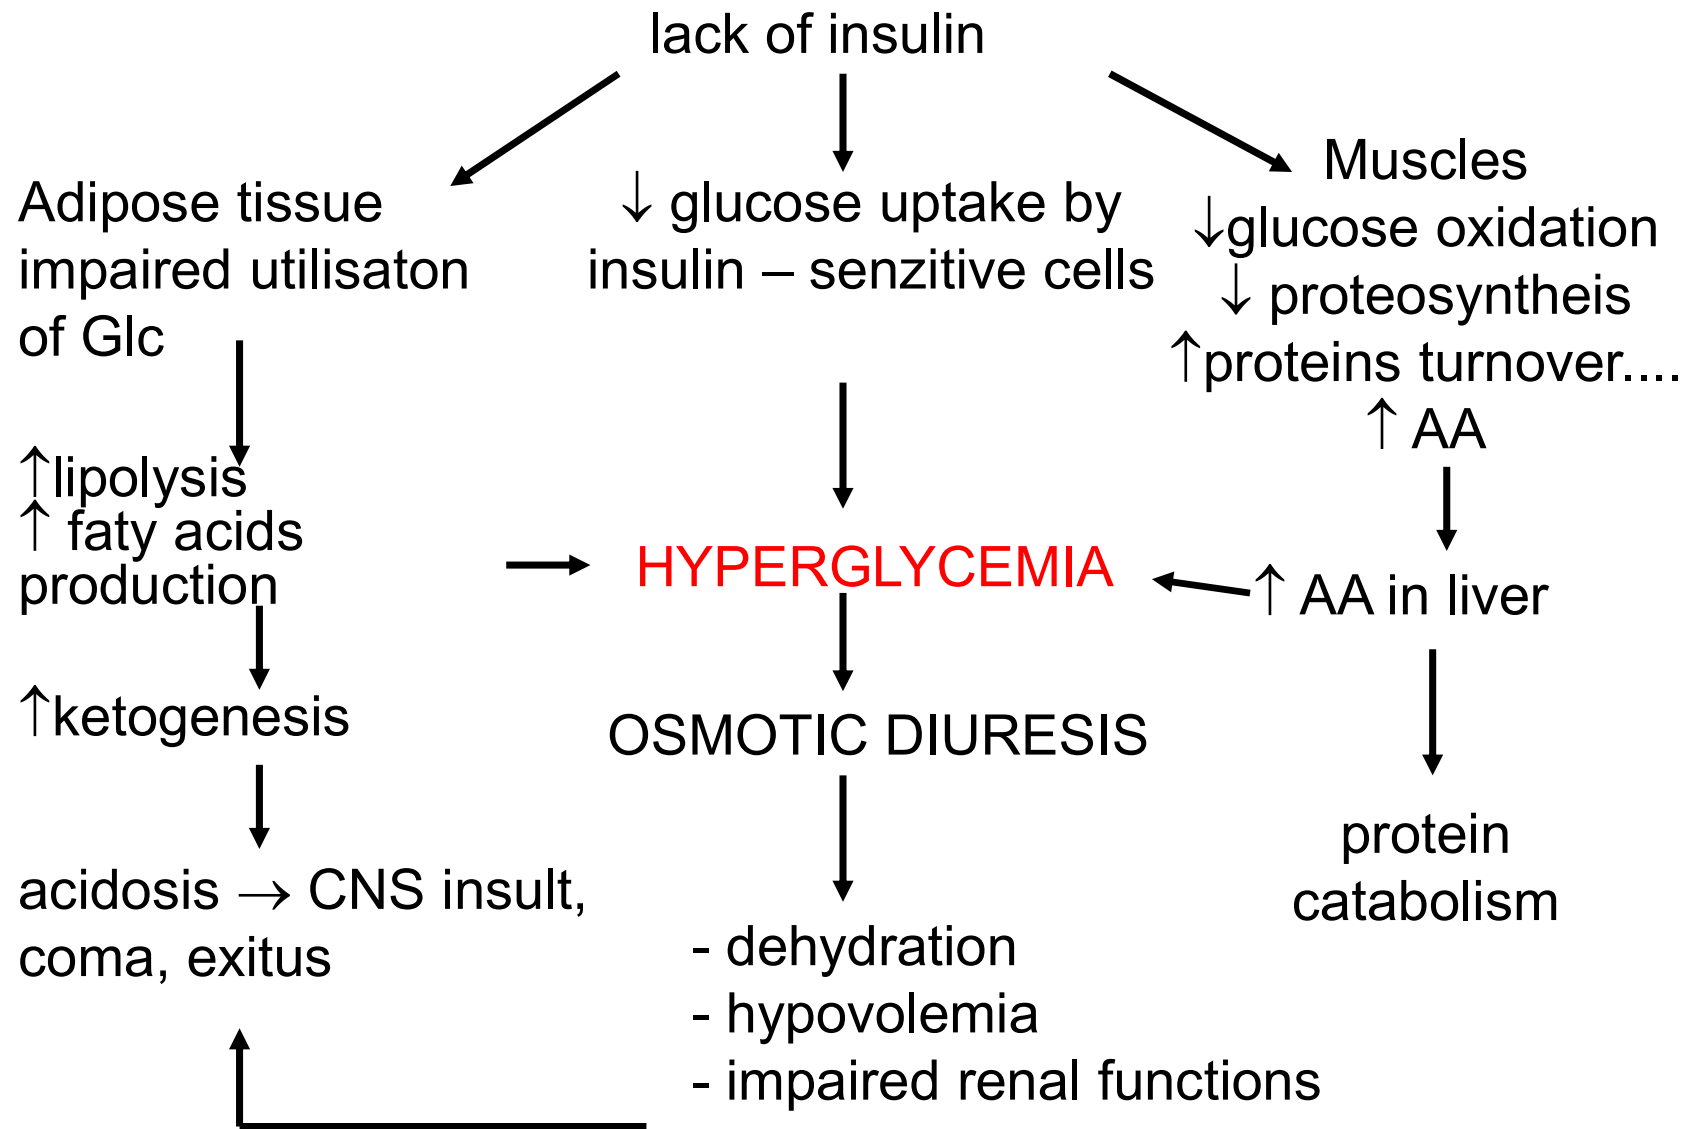 lack of insulin
Adipose tissue
impaired utilisaton
of Glc
↓ glucose uptake by
insulin – senzitive cells
Muscles
↓glucose oxidation
↓ proteosyntheis
↑proteins turnover....
↑ AA
↑lipolysis
↑ faty acids
production
HYPERGLYCEMIA
↑ AA in liver
↑ketogenesis
OSMOTIC DIURESIS
protein
catabolism
acidosis → CNS insult,
coma, exitus
- dehydration
- hypovolemia
- impaired renal functions